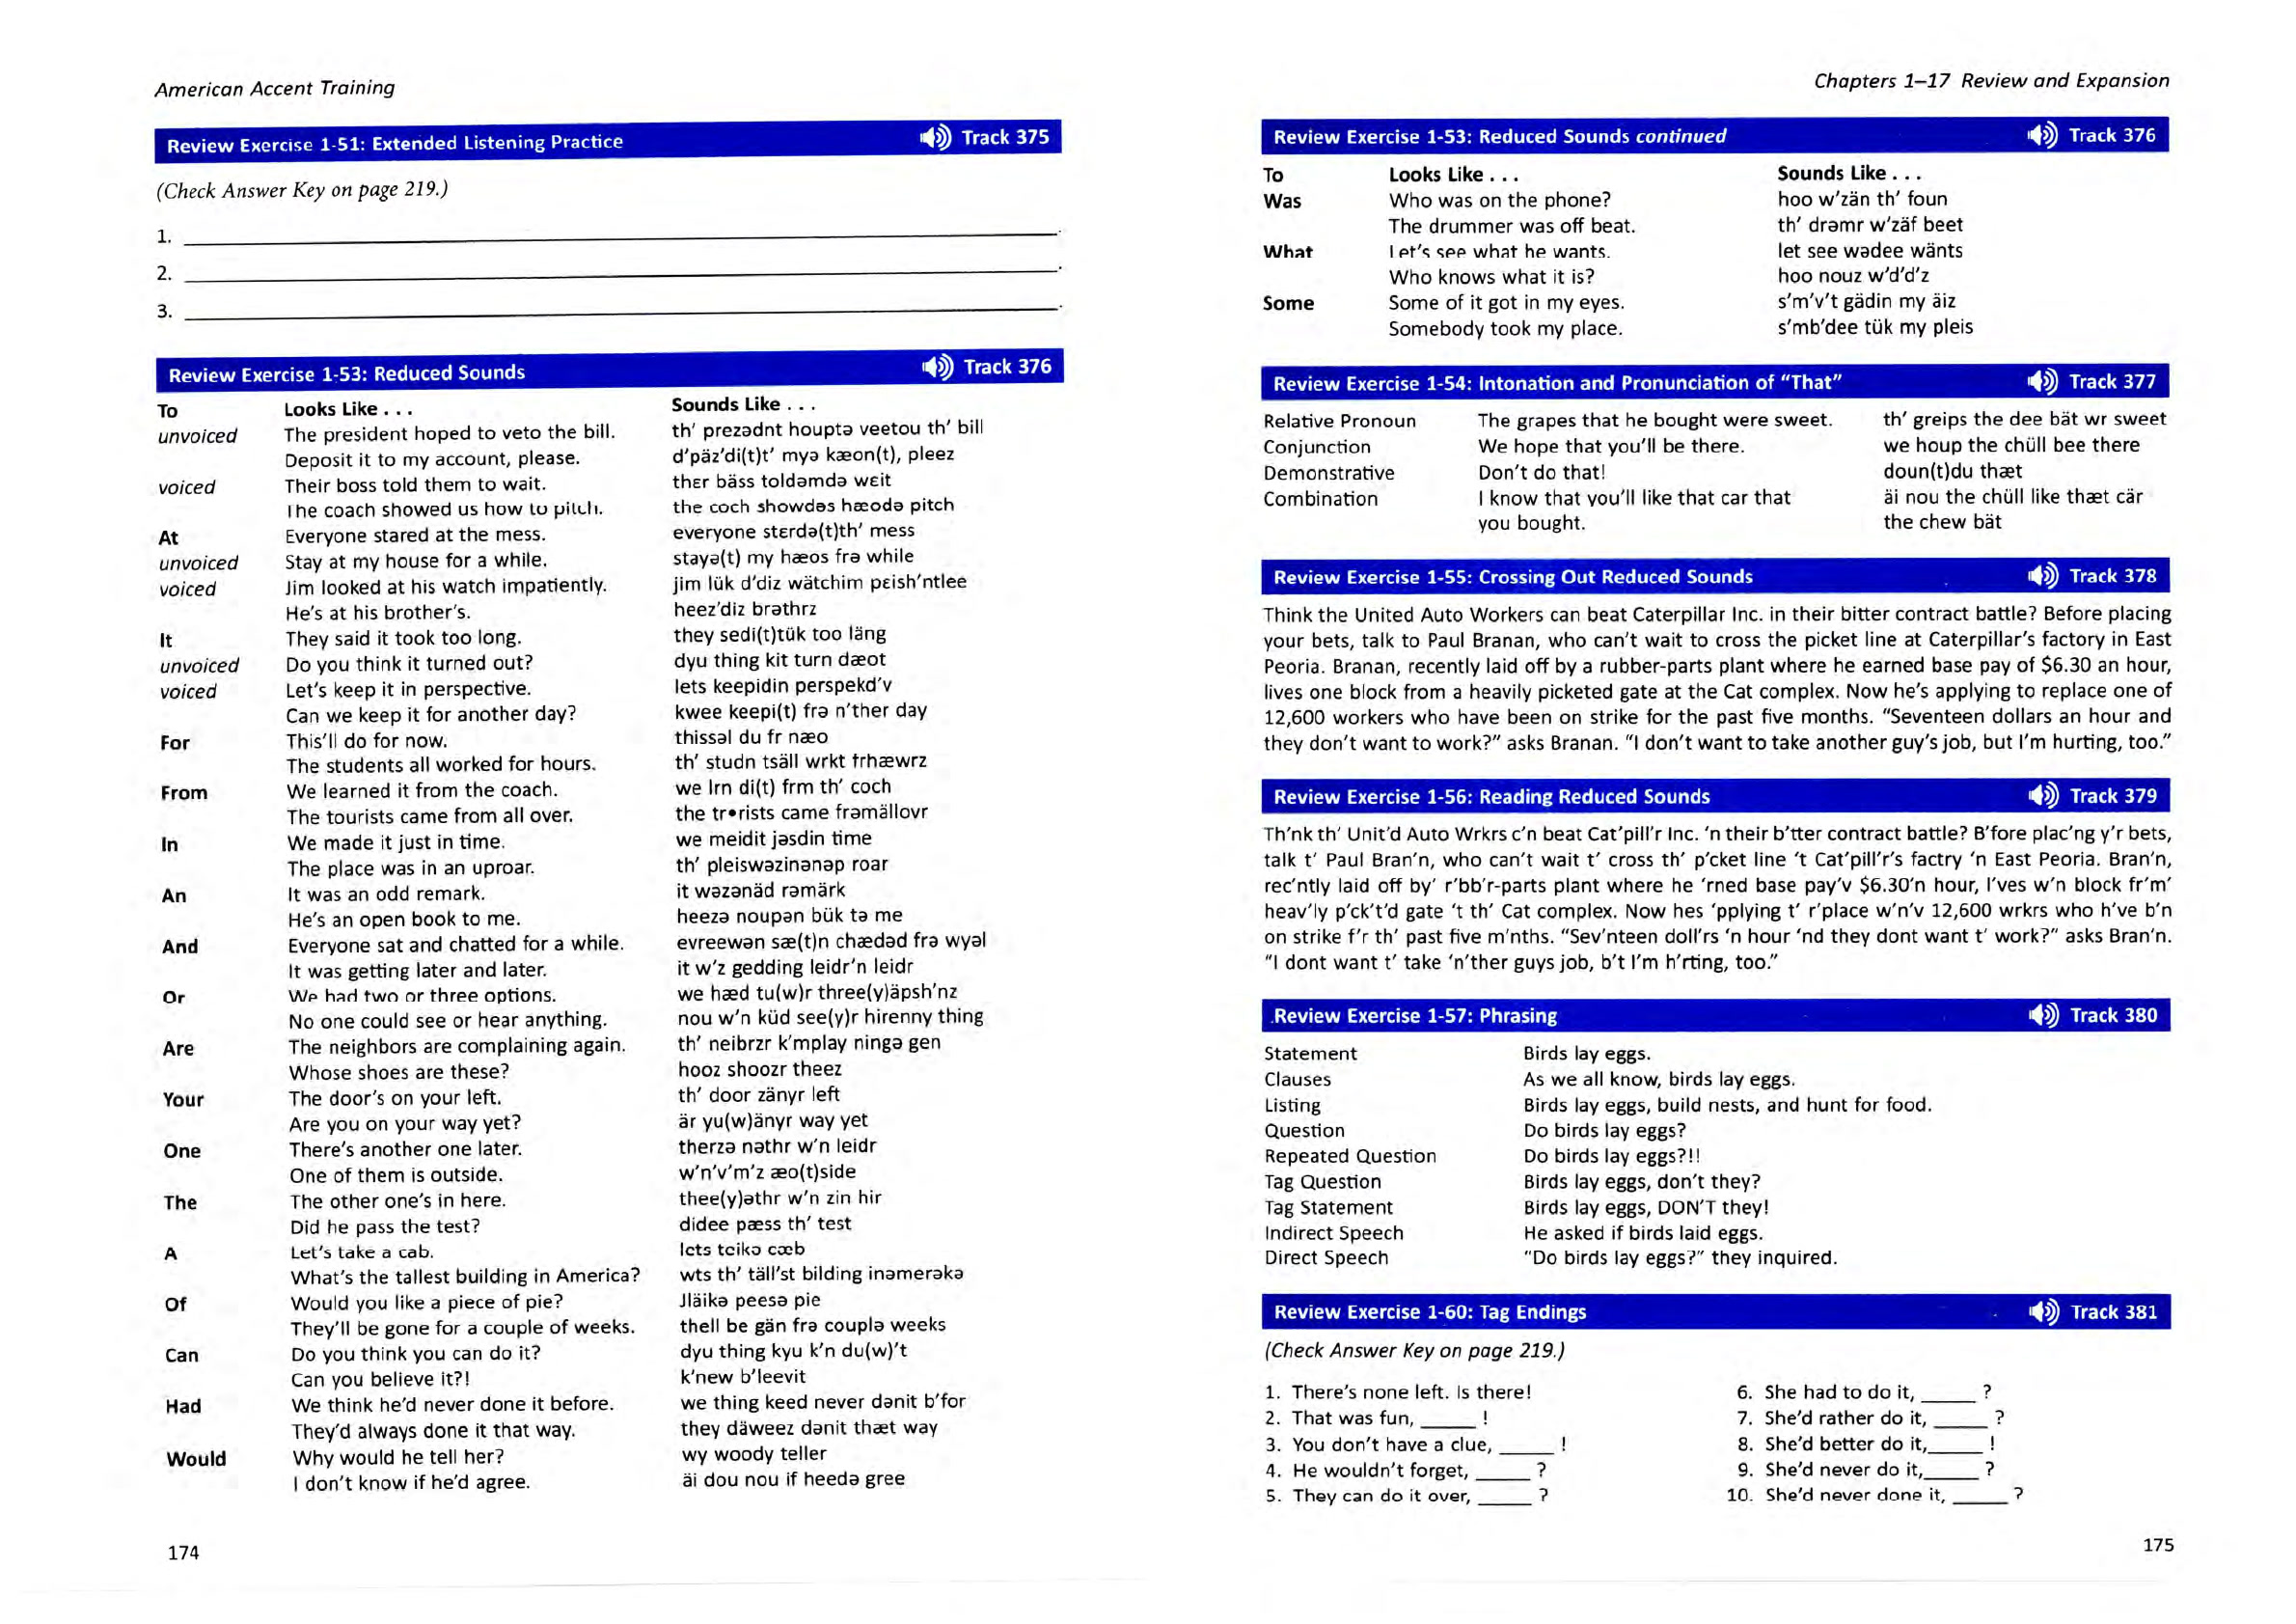 American Accent Training
Review Exercise 1-51: Extended Listening Practice Track 375
(Check Answer Key on page 219.)
1. .
2. .
3. .
Review Exercise 1-53: Reduced Sounds Track 376
To Looks Like . . . Sounds Like . . .
unvoiced The president hoped to veto the bill. th' prezədnt houptə veetou th' bill
Deposit it to my account, please. d'päz'di(t)t' myə kæon(t), pleez
voiced Their boss told them to wait. thɛr bäss toldəmdə wɛit
The coach showed us how to pitch. the coch showdəs hæodə pitch
At Everyone stared at the mess. everyone stɛrdə(t)th' mess
unvoiced Stay at my house for a while. stayə(t) my hæos frə while
voiced Jim looked at his watch impatiently. jim lük d'diz wätchim pɛish'ntlee
He's at his brother's. heez'diz brəthrz
It They said it took too long. they sedi(t)tük too läng
unvoiced Do you think it turned out? dyu thing kit turn dæot
voiced Let's keep it in perspective. lets keepidin perspekd'v
Can we keep it for another day? kwee keepi(t) frə n'ther day
For This'll do for now. thissəl du fr næo
The students all worked for hours. th' studn tsäll wrkt frhæwrz
From We learned it from the coach. we lrn di(t) frm th' coch
The tourists came from all over. the tr•rists came frəmällovr
In We made it just in time. we meidit jəsdin time
The place was in an uproar. th' pleiswəzinənəp roar
An It was an odd remark. it wəzənäd rəmärk
He's an open book to me. heezə noupən bük tə me
And Everyone sat and chatted for a while. evreewən sæ(t)n chædəd frə wyəl
It was getting later and later. it w'z gedding leidr'n leidr
Or We had two or three options. we hæd tu(w)r three(y)äpsh'nz
No one could see or hear anything. nou w'n küd see(y)r hirenny thing
Are The neighbors are complaining again. th' neibrzr k'mplay ningə gen
Whose shoes are these? hooz shoozr theez
Your The door's on your left. th' door zänyr left
Are you on your way yet? är yu(w)änyr way yet
One There's another one later. therzə nəthr w'n leidr
One of them is outside. w'n'v'm'z æo(t)side
The The other one's in here. thee(y)əthr w'n zin hir
Did he pass the test? didee pæss th' test
A Let's take a cab. lets teikə cæb
What's the tallest building in America? wts th' täll'st bilding inəmerəkə
Of Would you like a piece of pie? Jläikə peesə pie
They'll be gone for a couple of weeks. thell be gän frə couplə weeks
Can Do you think you can do it? dyu thing kyu k'n du(w)'t
Can you believe it?! k'new b'leevit
Had We think he'd never done it before. we thing keed never dənit b'for
They'd always done it that way. they däweez dənit thæt way
Would Why would he tell her? wy woody teller
I don't know if he'd agree. äi dou nou if heedə gree
174
Chapters 1–17 Review and Expansion
Review Exercise 1-53: Reduced Sounds continued Track 376
To Looks Like . . . Sounds Like . . .
Was Who was on the phone? hoo w'zän th' foun
The drummer was off beat. th' drəmr w'zäf beet
What Let's see what he wants. let see wədee wänts
Who knows what it is? hoo nouz w'd'd'z
Some Some of it got in my eyes. s'm'v't gädin my äiz
Somebody took my place. s'mb'dee tük my pleis
Review Exercise 1-54: Intonation and Pronunciation of "That" Track 377
Relative Pronoun The grapes that he bought were sweet. th' greips the dee bät wr sweet
Conjunction We hope that you'll be there. we houp the chüll bee there
Demonstrative Don't do that! doun(t)du thæt
Combination I know that you'll like that car that äi nou the chüll like thæt cär
you bought. the chew bät
Review Exercise 1-55: Crossing Out Reduced Sounds Track 378
Think the United Auto Workers can beat Caterpillar Inc. in their bitter contract battle? Before placing
your bets, talk to Paul Branan, who can't wait to cross the picket line at Caterpillar's factory in East
Peoria. Branan, recently laid off by a rubber-parts plant where he earned base pay of $6.30 an hour,
lives one block from a heavily picketed gate at the Cat complex. Now he's applying to replace one of
12,600 workers who have been on strike for the past five months. "Seventeen dollars an hour and
they don't want to work?" asks Branan. "I don't want to take another guy's job, but I'm hurting, too."
Review Exercise 1-56: Reading Reduced Sounds Track 379
Th'nk th' Unit'd Auto Wrkrs c'n beat Cat'pill'r Inc. 'n their b'tter contract battle? B'fore plac'ng y'r bets,
talk t' Paul Bran'n, who can't wait t' cross th' p'cket line 't Cat'pill'r's factry 'n East Peoria. Bran'n,
rec'ntly laid off by' r'bb'r-parts plant where he 'rned base pay'v $6.30'n hour, l'ves w'n block fr'm'
heav'ly p'ck't'd gate 't th' Cat complex. Now hes 'pplying t' r'place w'n'v 12,600 wrkrs who h've b'n
on strike f'r th' past five m'nths. "Sev'nteen doll'rs 'n hour 'nd they dont want t' work?" asks Bran'n.
"I dont want t' take 'n'ther guys job, b't I'm h'rting, too."
.Review Exercise 1-57: Phrasing Track 380
Statement Birds lay eggs.
Clauses As we all know, birds lay eggs.
Listing Birds lay eggs, build nests, and hunt for food.
Question Do birds lay eggs?
Repeated Question Do birds lay eggs?!!
Tag Question Birds lay eggs, don't they?
Tag Statement Birds lay eggs, DON'T they!
Indirect Speech He asked if birds laid eggs.
Direct Speech "Do birds lay eggs?" they inquired.
Review Exercise 1-60: Tag Endings Track 381
(Check Answer Key on page 219.)
1. There's none left. Is there!
2. That was fun, _____ !
3. You don't have a clue, _____ !
4. He wouldn't forget, _____ ?
5. They can do it over, _____ ?
6. She had to do it, _____ ?
7. She'd rather do it, _____ ?
8. She'd better do it,_____ !
9. She'd never do it,_____ ?
10. She'd never done it, _____ ?
175